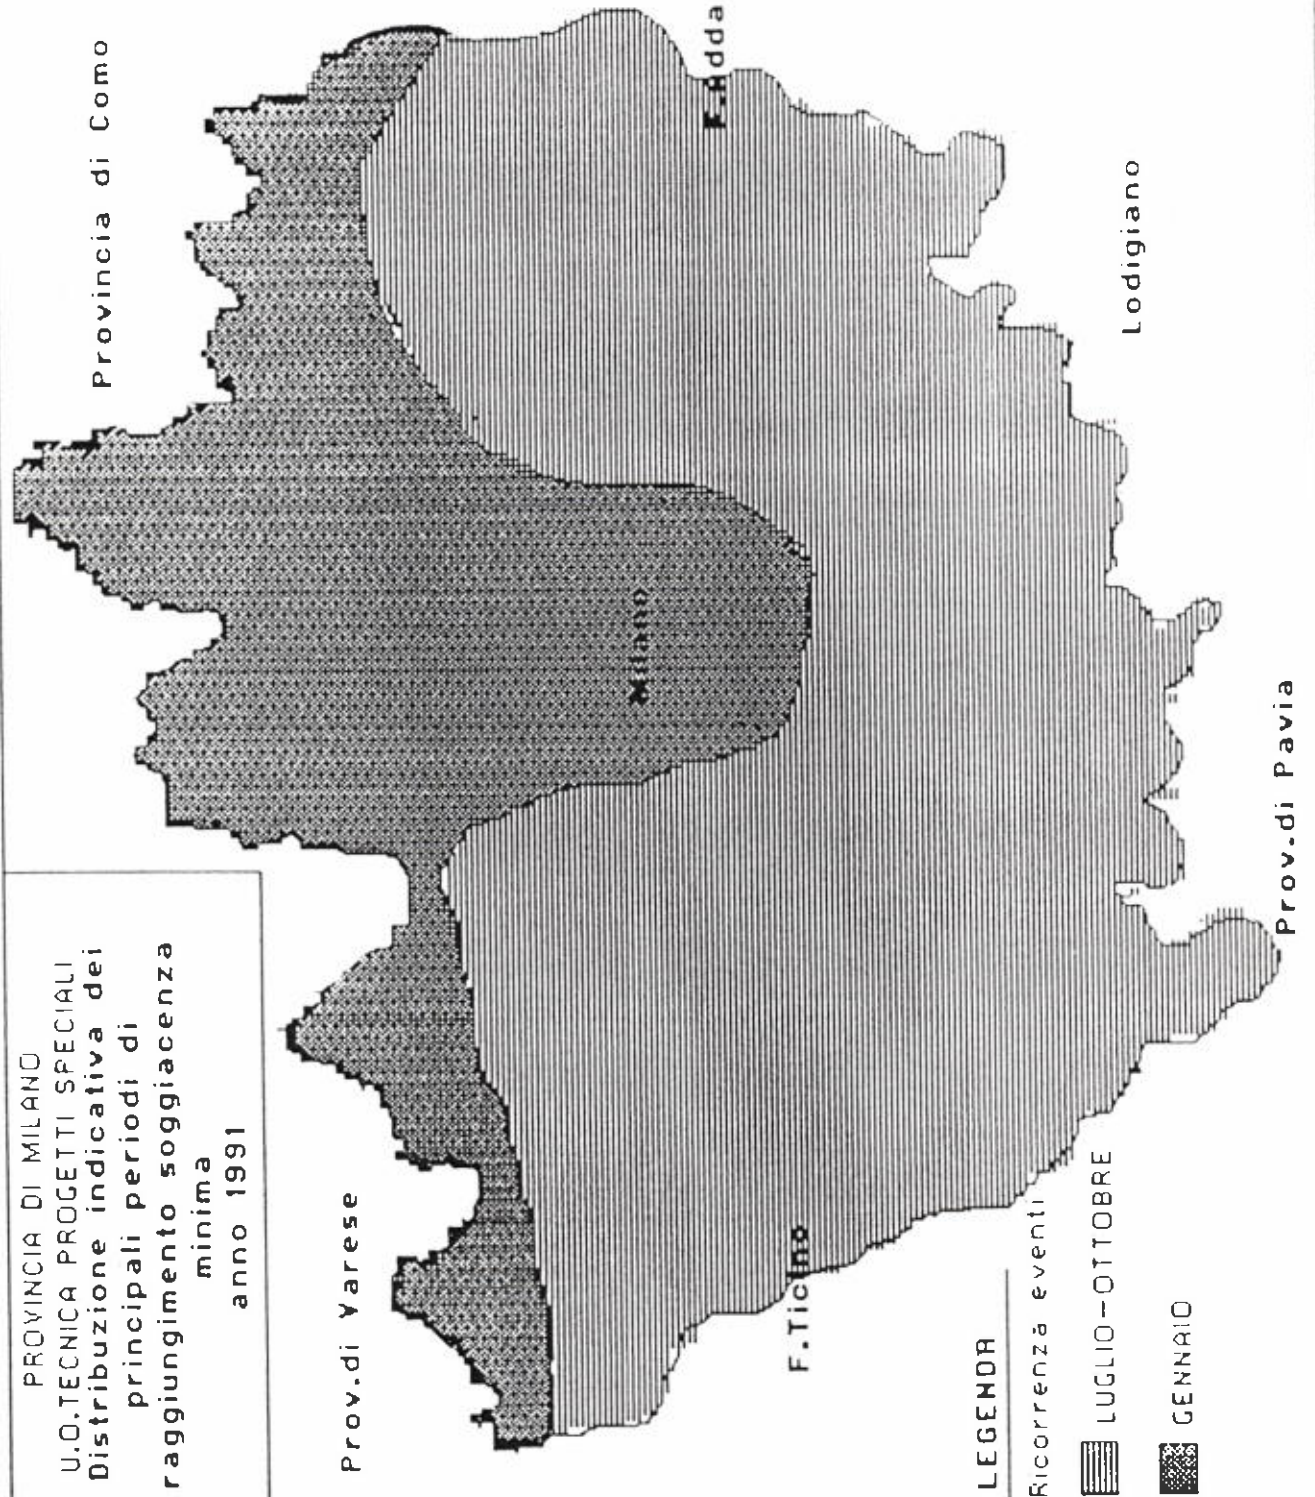 PROVINCIA DI MILANO
U.O.TECNICA PROGETTI SPECIALI
Distribuzione indicativa dei
principali periodi di
raggiungimento soggiacenza
minima
anno 1991
Provincia di Como
Prov.di Varese
Milano
F.Adda
F.Ticino
Lodigiano
Prov.di Pavia
LEGENDA
Ricorrenza eventi
LUGLIO-OTTOBRE
GENNAIO